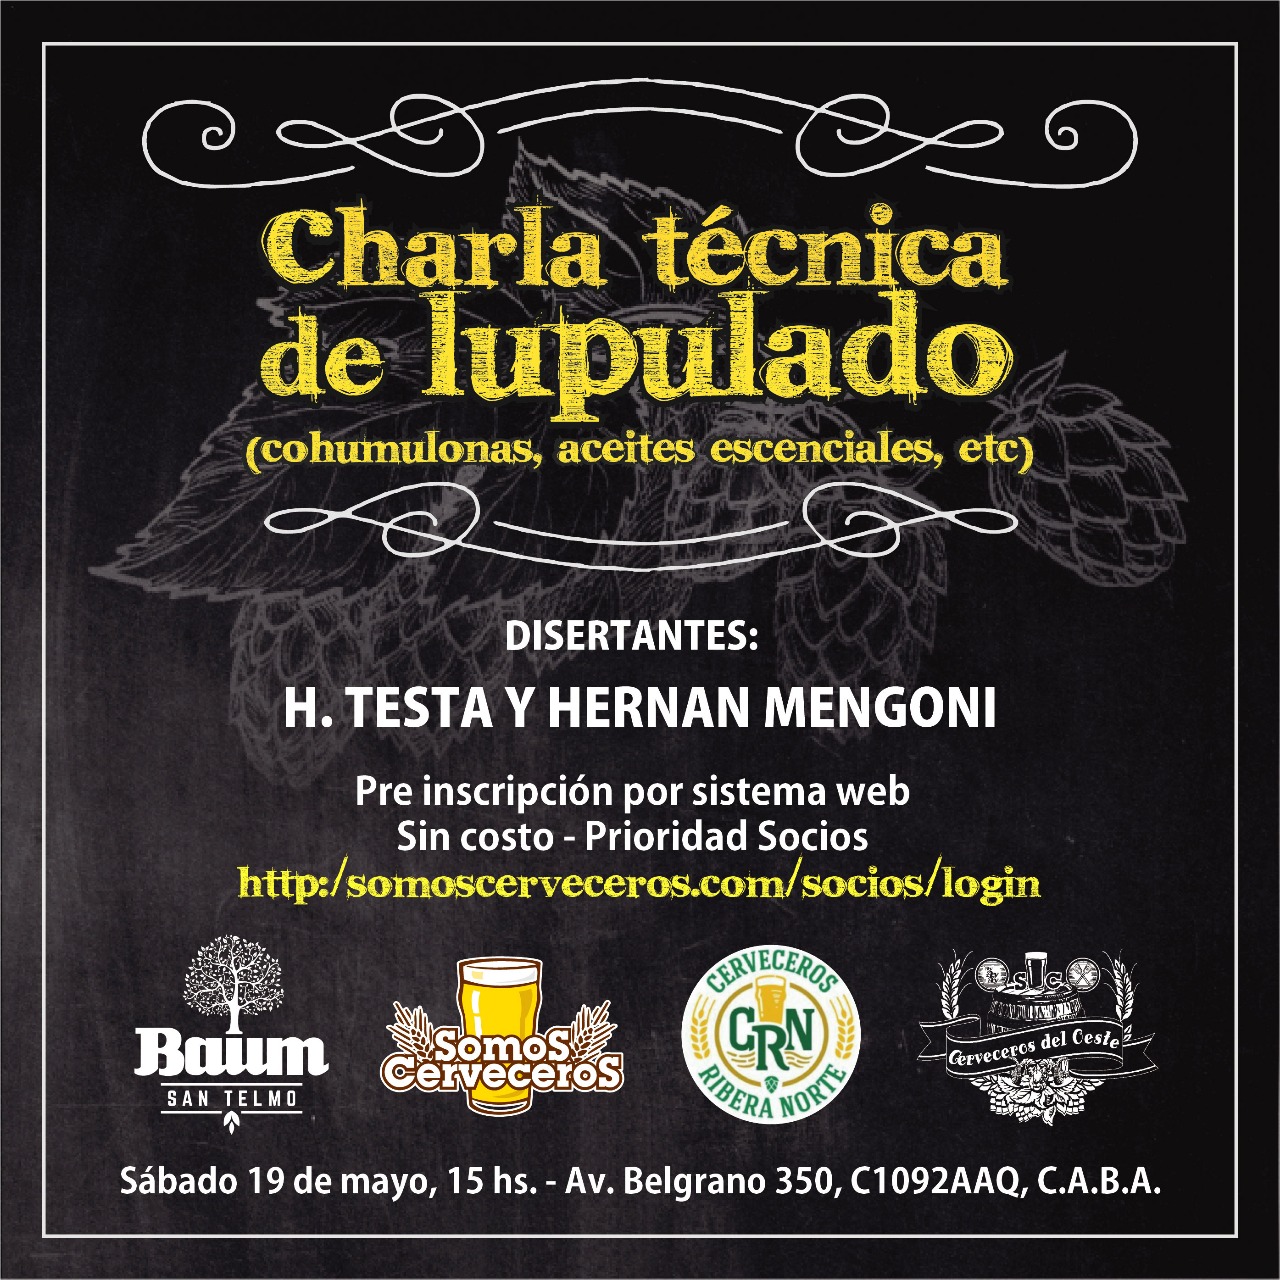 Charla técnica
de lupulado
(cohumulonas, aceites escenciales, etc)
DISERTANTES:
H. TESTA Y HERNAN MENGONI
Pre inscripción por sistema web
Sin costo - Prioridad Socios
http:/somoscerveceros.com/socios/login
Baum
SAN TELMO
SomoS
CerveceroS
CERVECEROS
CRN
RIBERA NORTE
S C
Cerveceros del Oeste
Sábado 19 de mayo, 15 hs. - Av. Belgrano 350, C1092AAQ, C.A.B.A.